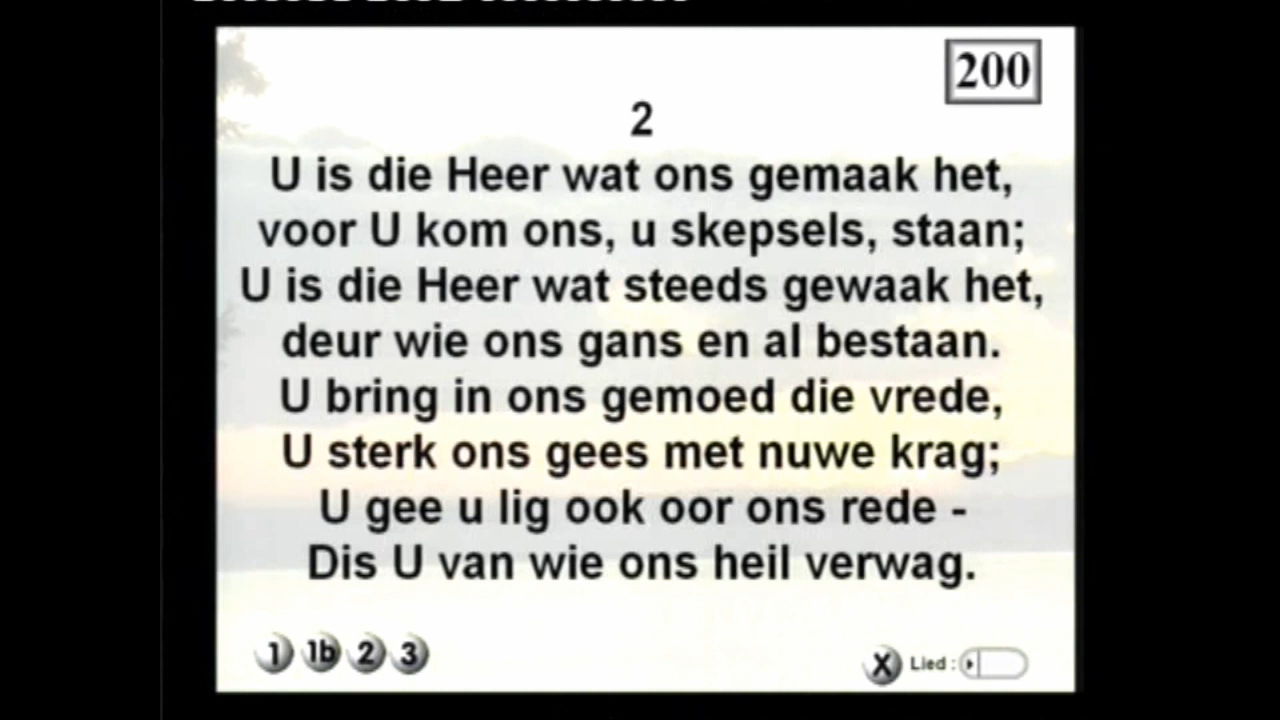 200
2
U is die Heer wat ons gemaak het,
voor U kom ons, u skepsels, staan;
U is die Heer wat steeds gewaak het,
deur wie ons gans en al bestaan.
U bring in ons gemoed die vrede,
U sterk ons gees met nuwe krag;
U gee u lig ook oor ons rede -
Dis U van wie ons heil verwag.
1 1b 2 3
X Lied :